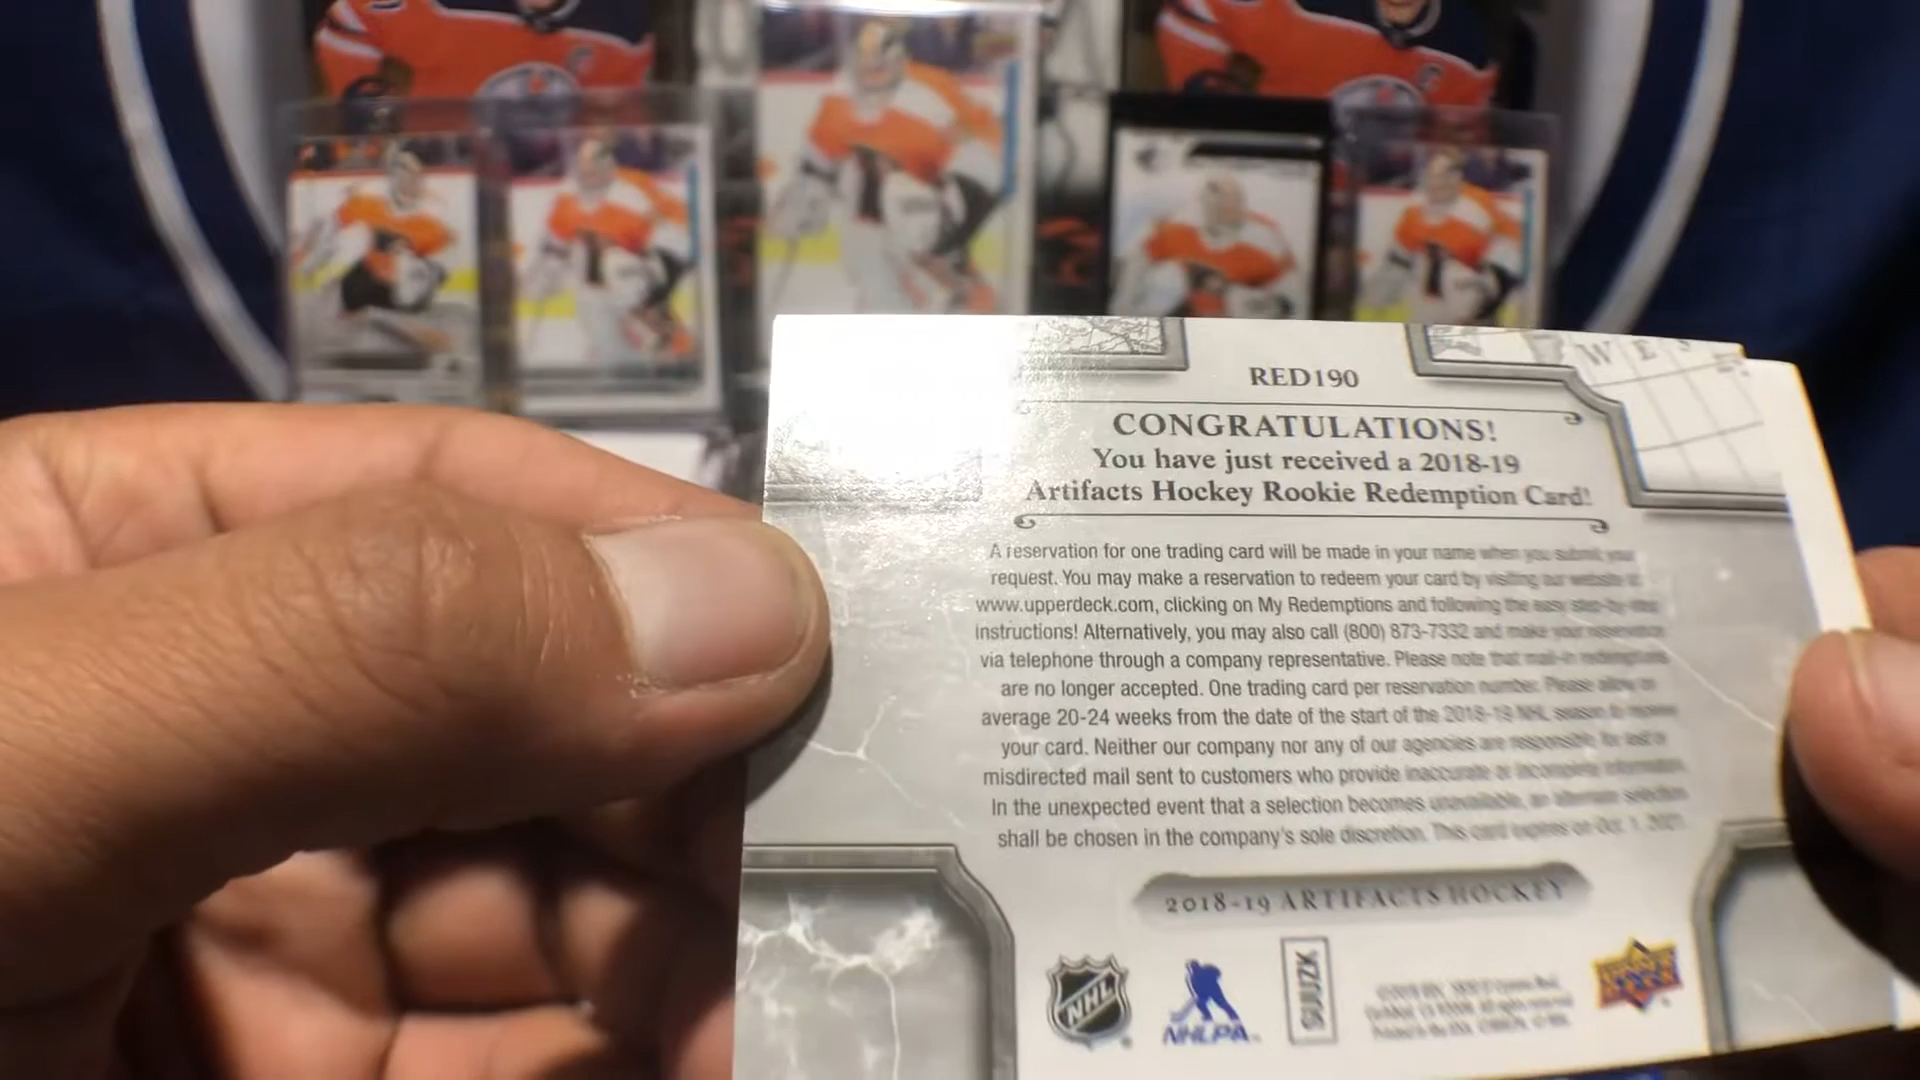 WES
RED190
CONGRATULATIONS!
You have just received a 2018-19
Artifacts Hockey Rookie Redemption Card!
A reservation for one trading card will be made in your name when you submit your
request. You may make a reservation to redeem your card by visiting our website at
www.upperdeck.com, clicking on My Redemptions and following the easy step-by-step
instructions! Alternatively, you may also call (800) 873-7332 and make your reservation
via telephone through a company representative. Please note that mail-in redemptions
are no longer accepted. One trading card per reservation number. Please allow an
average 20-24 weeks from the date of the start of the 2018-19 NHL season to receive
your card. Neither our company nor any of our agencies are responsible for lost or
misdirected mail sent to customers who provide inaccurate or incomplete information.
In the unexpected event that a selection becomes unavailable, an alternate selection
shall be chosen in the company's sole discretion. This card expires on Oct. 1, 2021.
2018-19 ARTIFACTS HOCKEY
NHL
NHLPA
SUUZK
UPPER DECK